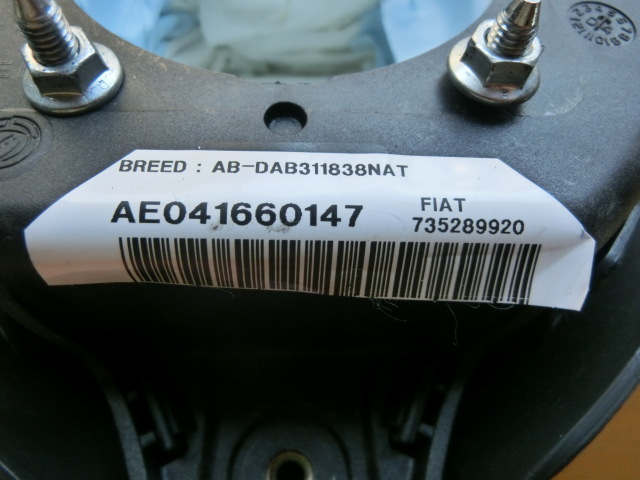 BREED : AB-DAB311838NAT
AE041660147
FIAT
735289920